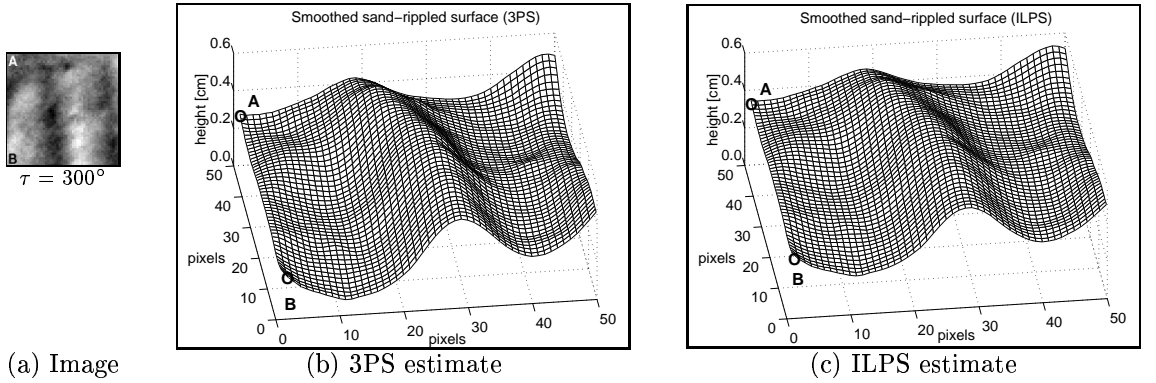 A
B
τ = 300°
(a) Image
Smoothed sand-rippled surface (3PS)
0.6
0.4
0.2
0.0
height [cm]
A
B
50
40
30
20
10
0
pixels
0
10
20
30
40
50
pixels
(b) 3PS estimate
Smoothed sand-rippled surface (ILPS)
0.6
0.4
0.2
0.0
height [cm]
A
B
50
40
30
20
10
0
pixels
0
10
20
30
40
50
pixels
(c) ILPS estimate